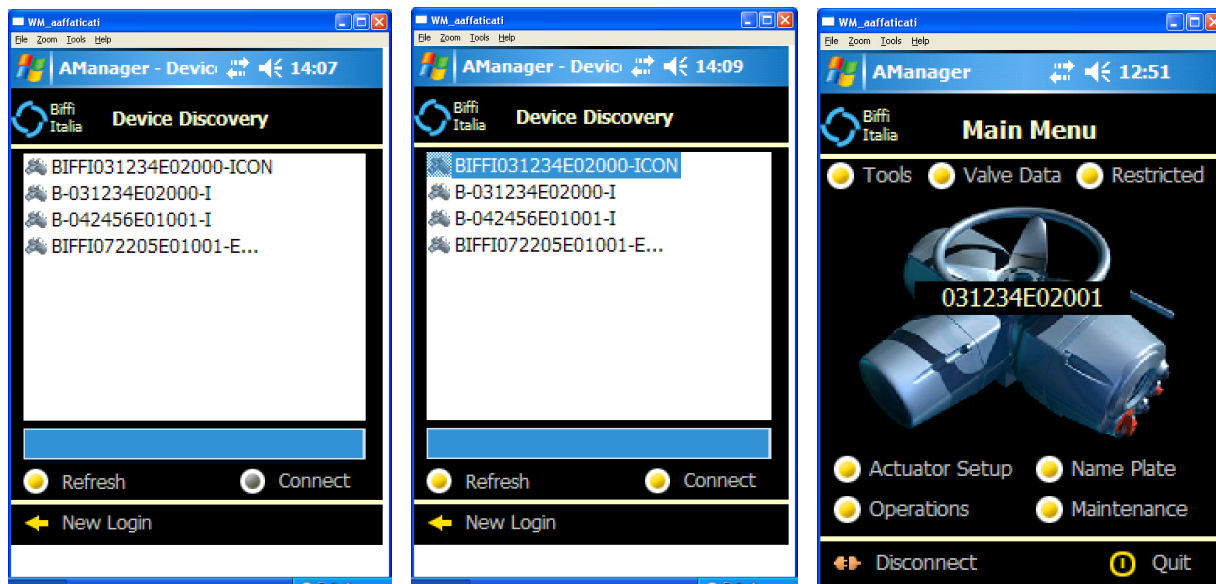 WM_aaffaticati
File Zoom Tools Help
AManager - Devic 14:07
Biffi
Italia
Device Discovery
BIFFI031234E02000-ICON
B-031234E02000-I
B-042456E01001-I
BIFFI072205E01001-E...
Refresh Connect
New Login
WM_aaffaticati
File Zoom Tools Help
AManager - Device 14:09
Biffi
Italia
Device Discovery
BIFFI031234E02000-ICON
B-031234E02000-I
B-042456E01001-I
BIFFI072205E01001-E...
Refresh Connect
New Login
WM_aaffaticati
File Zoom Tools Help
AManager 12:51
Biffi
Italia
Main Menu
Tools Valve Data Restricted
031234E02001
Actuator Setup Name Plate
Operations Maintenance
Disconnect Quit